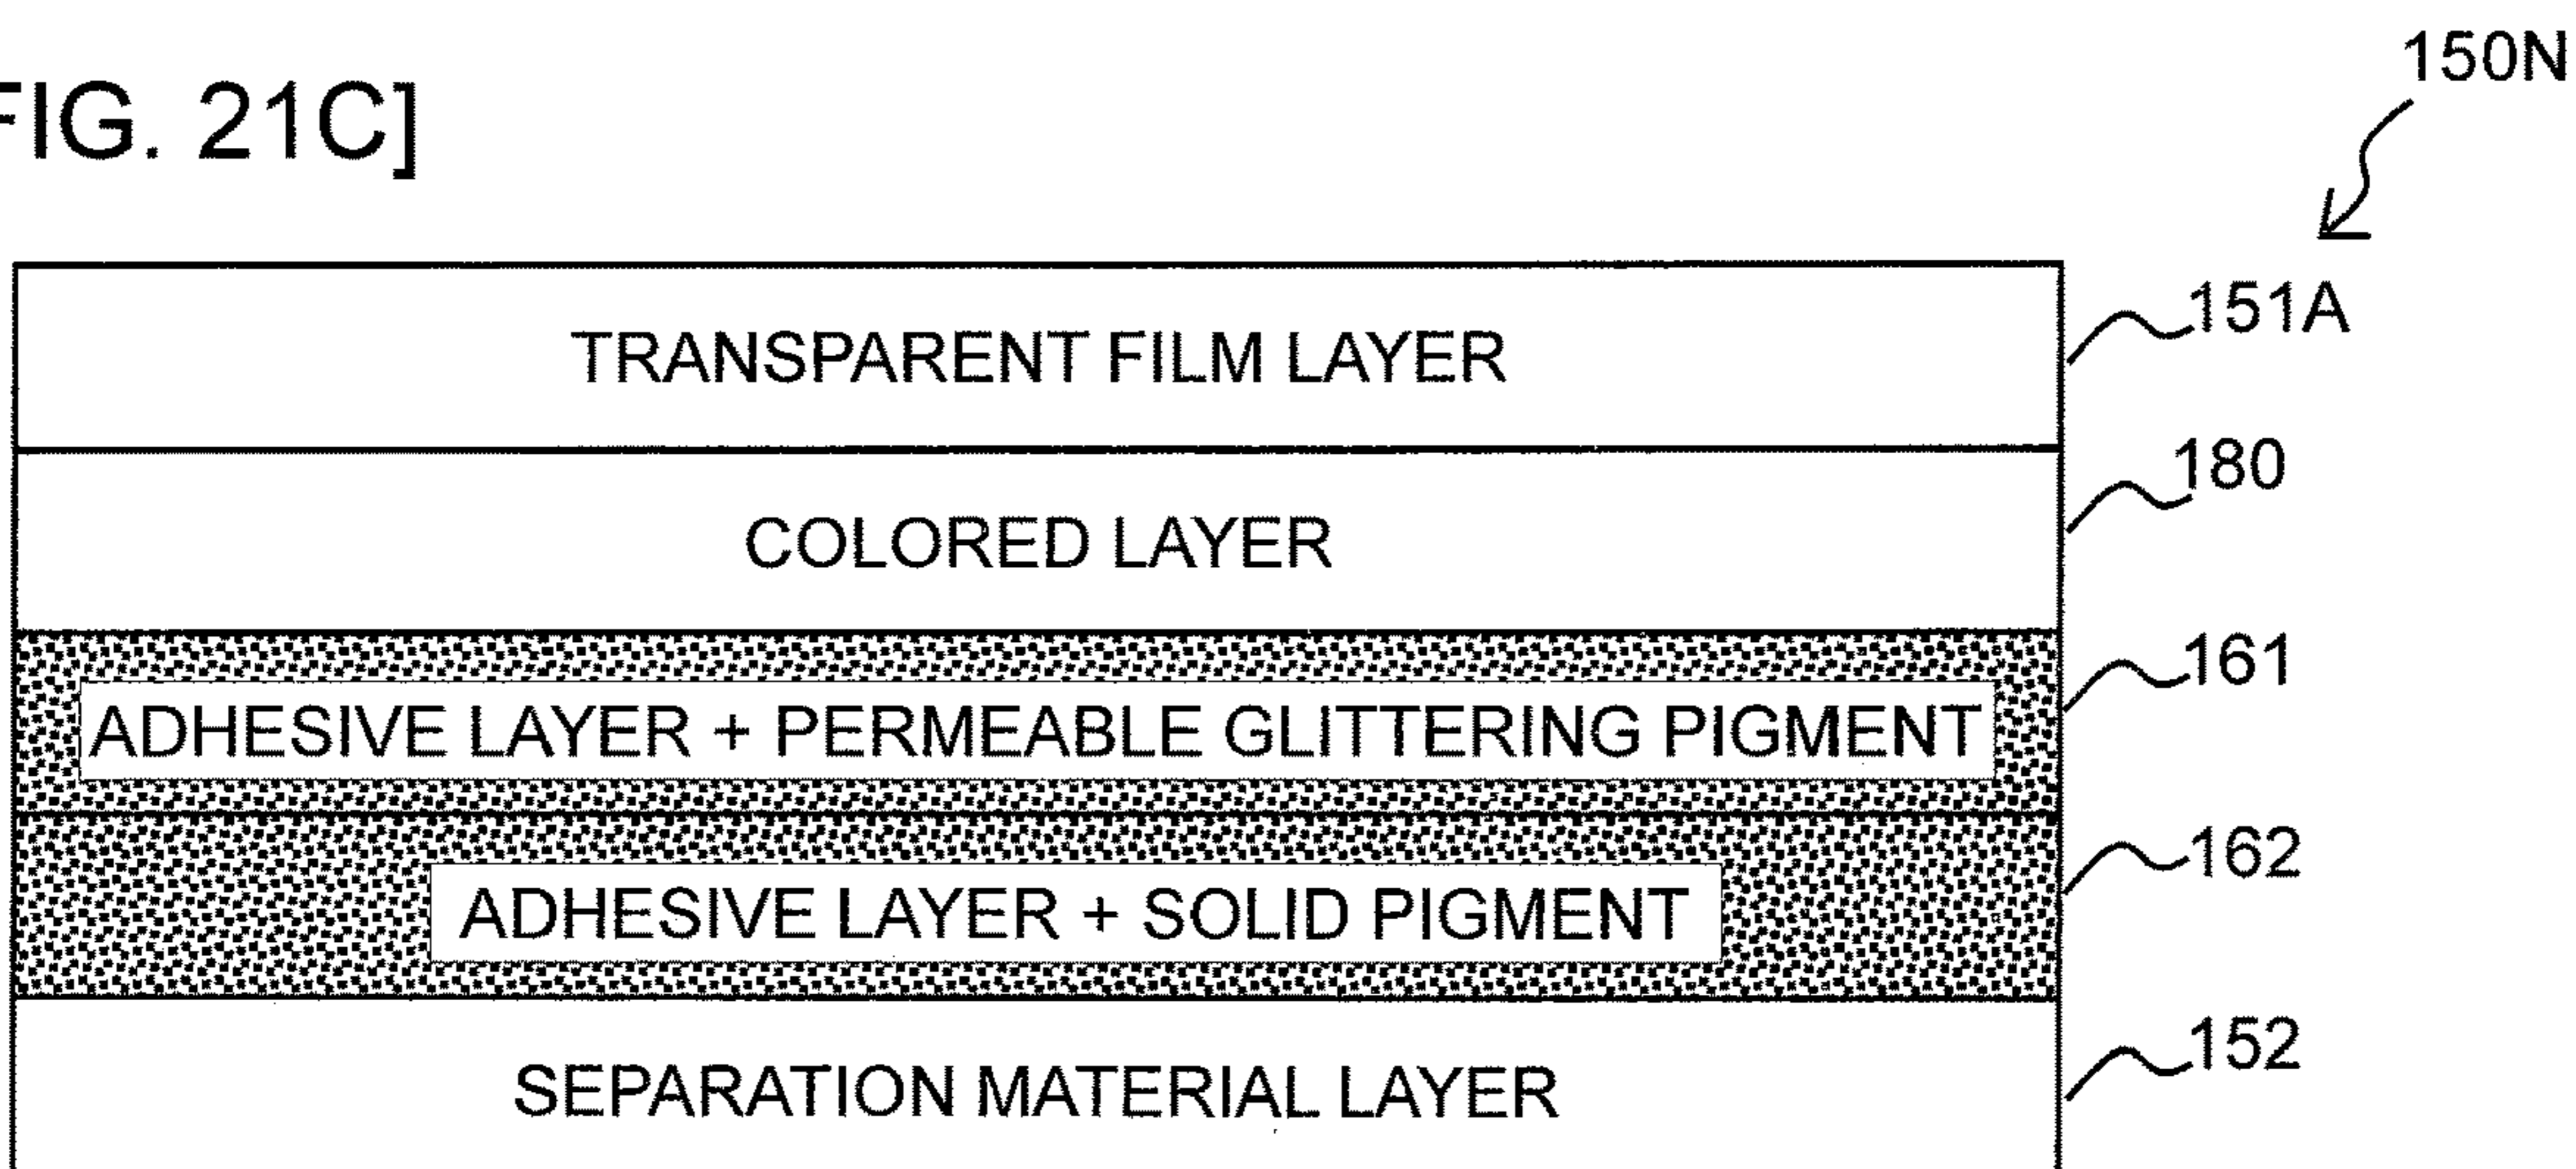 150N
FIG. 21C]
TRANSPARENT FILM LAYER
151A
COLORED LAYER
180
ADHESIVE LAYER + PERMEABLE GLITTERING PIGMENT
161
ADHESIVE LAYER + SOLID PIGMENT
162
SEPARATION MATERIAL LAYER
152